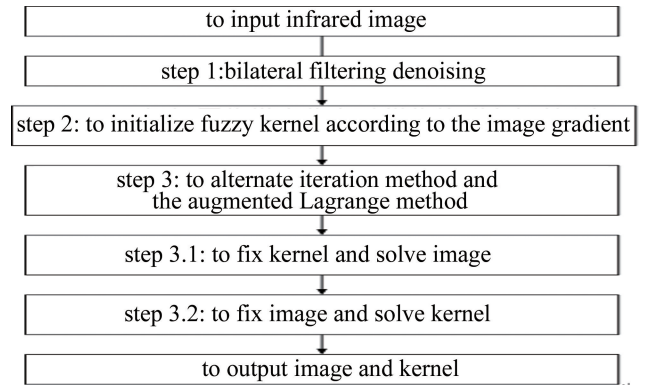 to input infrared image
step 1:bilateral filtering denoising
step 2: to initialize fuzzy kernel according to the image gradient
step 3: to alternate iteration method and
the augmented Lagrange method
step 3.1: to fix kernel and solve image
step 3.2: to fix image and solve kernel
to output image and kernel